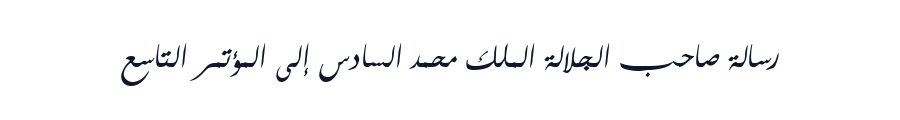 رسالة صاحب الجلالة الملك محمد السادس إلى المؤتمر التاسع